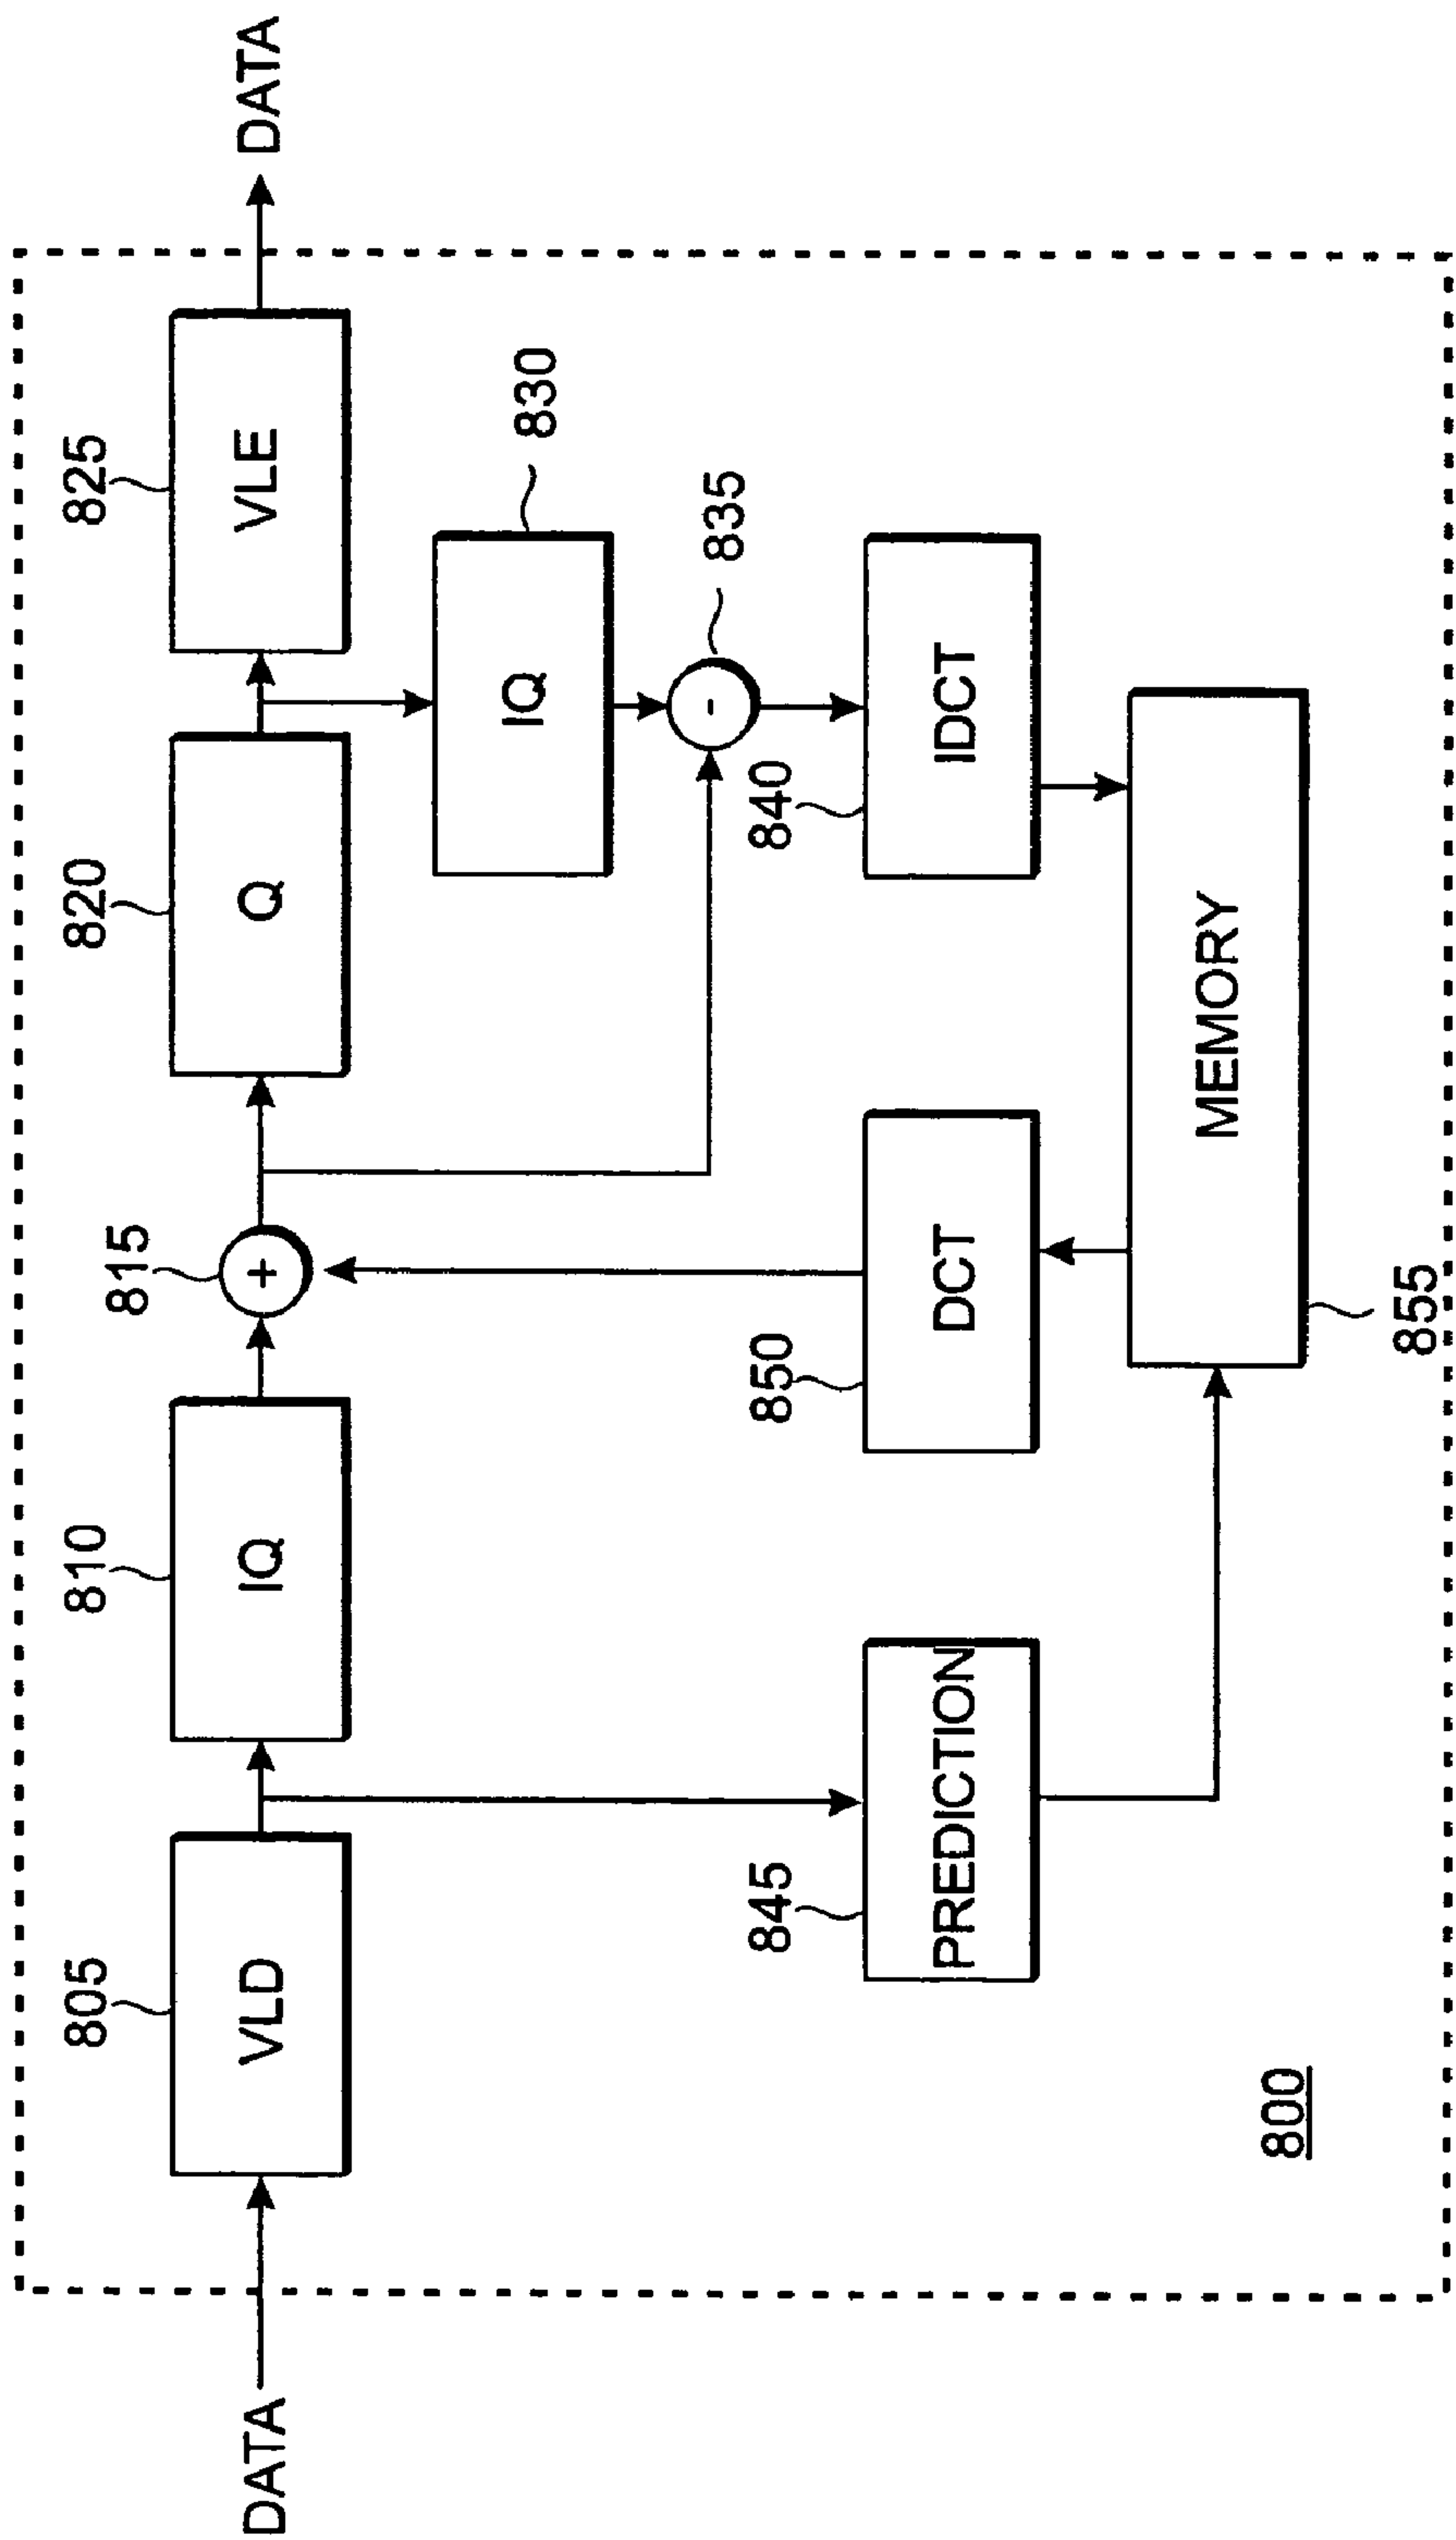 DATA
805
VLD
810
IQ
815
+
820
Q
825
VLE
DATA
IQ
830
-
835
845
PREDICTION
850
DCT
840
IDCT
MEMORY
855
800